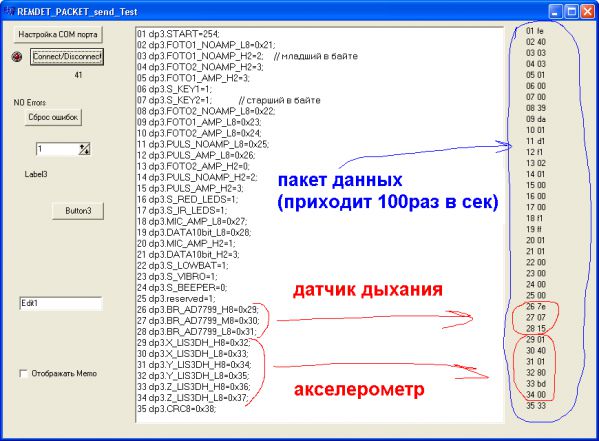 REMDET_PACKET_send_Test
Настройка COM порта
Connect/Disconnect
41
NO Errors
Сброс ошибок
1
Label3
Button3
Edit1
Отображать Memo
01 dp3.START=254;
02 dp3.FOTO1_NOAMP_L8=0x21;
03 dp3.FOTO1_NOAMP_H2=2; // младший в байте
04 dp3.FOTO2_NOAMP_H2=3;
05 dp3.FOTO1_AMP_H2=3;
06 dp3.S_KEY1=1;
07 dp3.S_KEY2=1; // старший в байте
08 dp3.FOTO2_NOAMP_L8=0x22;
09 dp3.FOTO1_AMP_L8=0x23;
10 dp3.FOTO2_AMP_L8=0x24;
11 dp3.PULS_NOAMP_L8=0x25;
12 dp3.PULS_AMP_L8=0x26;
13 dp3.FOTO2_AMP_H2=0;
14 dp3.PULS_NOAMP_H2=2;
15 dp3.PULS_AMP_H2=3;
16 dp3.S_RED_LEDS=1;
17 dp3.S_IR_LEDS=1;
18 dp3.MIC_AMP_L8=0x27;
19 dp3.DATA10bit_L8=0x28;
20 dp3.MIC_AMP_H2=1;
21 dp3.DATA10bit_H2=3;
22 dp3.S_LOWBAT=1;
23 dp3.S_VIBRO=1;
24 dp3.S_BEEPER=0;
25 dp3.reserved=1;
26 dp3.BR_AD7799_H8=0x29;
27 dp3.BR_AD7799_M8=0x30;
28 dp3.BR_AD7799_L8=0x31;
29 dp3.X_LIS3DH_H8=0x32;
30 dp3.X_LIS3DH_L8=0x33;
31 dp3.Y_LIS3DH_H8=0x34;
32 dp3.Y_LIS3DH_L8=0x35;
33 dp3.Z_LIS3DH_H8=0x36;
34 dp3.Z_LIS3DH_L8=0x37;
35 dp3.CRC8=0x38;
пакет данных
(приходит 100раз в сек)
датчик дыхания
акселерометр
01 fe
02 40
03 03
04 03
05 01
06 00
07 00
08 39
09 da
10 01
11 d1
12 f1
13 02
14 01
15 00
16 00
17 00
18 f1
19 ff
20 01
21 01
22 00
23 00
24 00
25 00
26 7e
27 07
28 15
29 01
30 40
31 01
32 80
33 bd
34 00
35 33